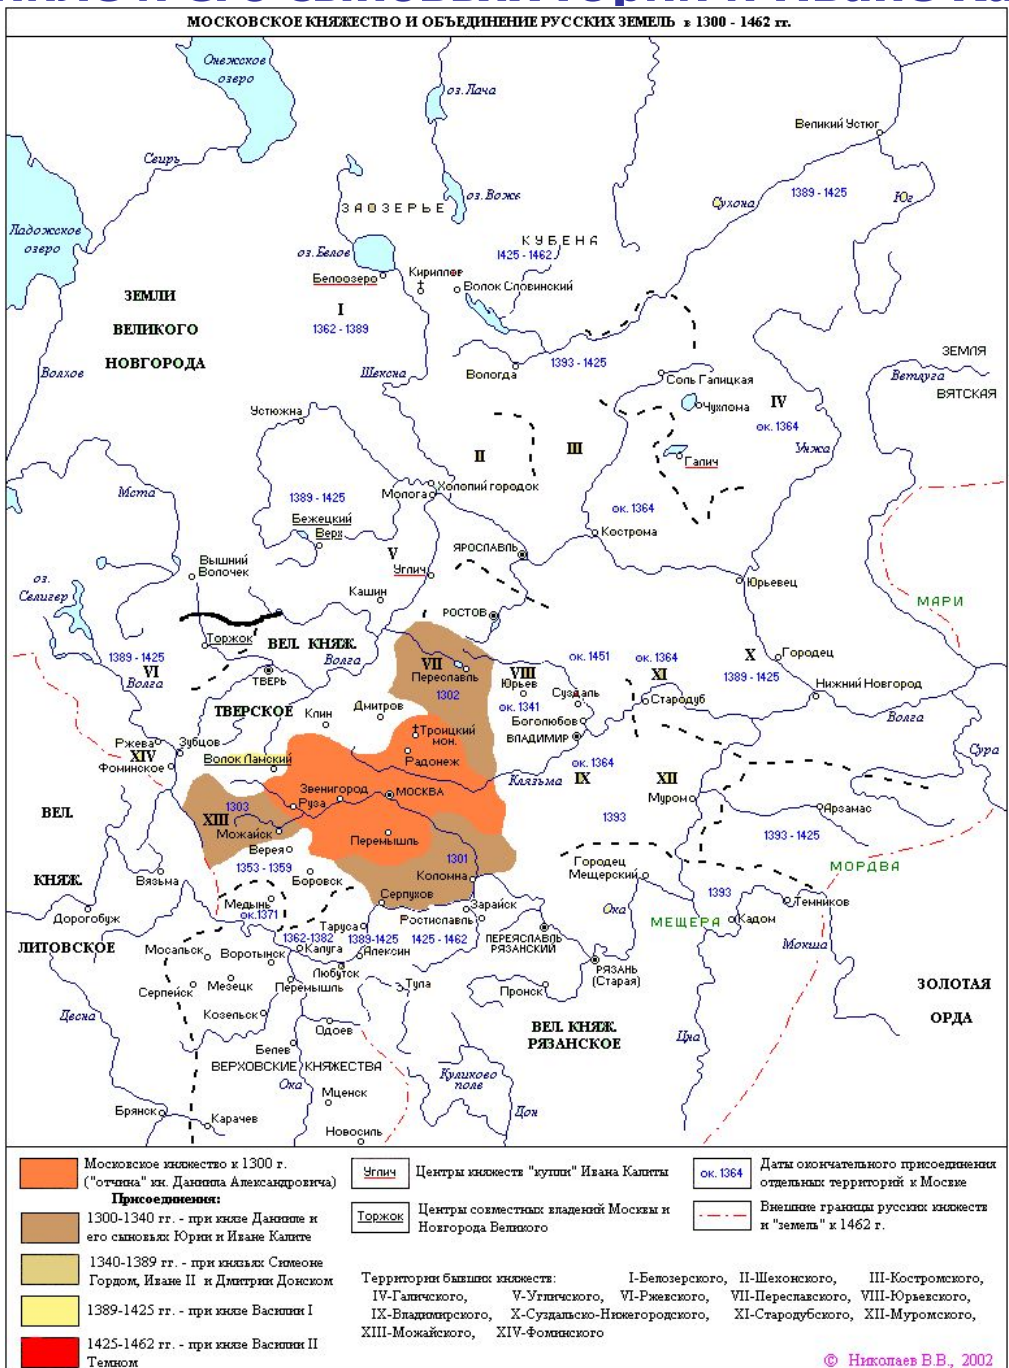 МОСКОВСКОЕ КНЯЖЕСТВО И ОБЪЕДИНЕНИЕ РУССКИХ ЗЕМЕЛЬ в 1300 - 1462 гг.
Онежское
озеро
оз. Лача
Великий Устюг
Свирь
оз. Воже
Сухона
1389 - 1425
Юг
ЗАОЗЕРЬЕ
Ладожское
озеро
КУБЕНА
1425 - 1462
оз. Белое
Белоозеро
Кириллов
Волок Словинский
ЗЕМЛИ
ВЕЛИКОГО
НОВГОРОДА
I
1362 - 1389
Волхов
Шексна
Вологда
1393 - 1425
Соль Галицкая
ЗЕМЛЯ
ВЯТСКАЯ
Ветлуга
Чухлома
IV
ок. 1364
Устюжна
II
III
Галич
Унжа
Мста
1389 - 1425
Молога
Холопий городок
ок. 1364
Кострома
Бежецкий
Верх
ЯРОСЛАВЛЬ
V
Углич
Вышний
Волочек
Кашин
Юрьевец
оз.
Селигер
РОСТОВ
МАРИ
Торжок
ВЕЛ. КНЯЖ.
1389 - 1425
VI
Волга
Волга
ТВЕРЬ
ТВЕРСКОЕ
VII
Переславль
1302
VIII
Юрьев
ок. 1341
ок. 1451
Суздаль
ок. 1364
XI
Стародуб
X
1389 - 1425
Городец
Нижний Новгород
Волга
Клин
Дмитров
Троицкий
мон.
Радонеж
Боголюбов
ВЛАДИМИР
Сура
Ржева
Зубцов
XIV
Фоминское
Волок Ламский
Клязьма
ок. 1364
IX
XII
Муром
Арзамас
Звенигород
МОСКВА
Руза
ВЕЛ.
1303
XIII
Можайск
Перемышль
1393
1393 - 1425
Верея
1353 - 1359
1301
Коломна
Городец
Мещерский
МОРДВА
КНЯЖ.
Вязьма
Боровск
Серпухов
1393
Темников
Дорогобуж
Медынь
ок.1371
Таруса
Ростиславль
Зарайск
Ока
МЕЩЕРА
Кадом
ЛИТОВСКОЕ
1362-1382
1389-1425
1425 - 1462
ПЕРЕЯСЛАВЛЬ
РЯЗАНСКИЙ
Мокша
Мосальск
Воротынск
Калуга
Алексин
Любутск
РЯЗАНЬ
(Старая)
Серпейск
Мезецк
Перемышль
Тула
Пронск
ЗОЛОТАЯ
Десна
Козельск
Одоев
ВЕЛ. КНЯЖ.
РЯЗАНСКОЕ
Цна
ОРДА
Белев
ВЕРХОВСКИЕ КНЯЖЕСТВА
Куликово
поле
Ока
Мценск
Дон
Брянск
Карачев
Новосиль
Московское княжество к 1300 г.
("отчина" кн. Даниила Александровича)
Присоединения:
1300-1340 гг. - при князе Данииле и
его сыновьях Юрии и Иване Калите
1340-1389 гг. - при князьях Симеоне
Гордом, Иване II и Дмитрии Донском
1389-1425 гг. - при князе Василии I
1425-1462 гг. - при князе Василии II
Темном
Углич
Центры княжеств "купли" Ивана Калиты
Торжок
Центры совместных владений Москвы и
Новгорода Великого
ок. 1364
Даты окончательного присоединения
отдельных территорий к Москве
Внешние границы русских княжеств
и "земель" к 1462 г.
Территории бывших княжеств: I-Белозерского, II-Шехонского, III-Костромского,
IV-Галичского, V-Угличского, VI-Ржевского, VII-Переславского, VIII-Юрьевского,
IX-Владимирского, X-Суздальско-Нижегородского, XI-Стародубского, XII-Муромского,
XIII-Можайского, XIV-Фоминского
© Николаев В.В., 2002